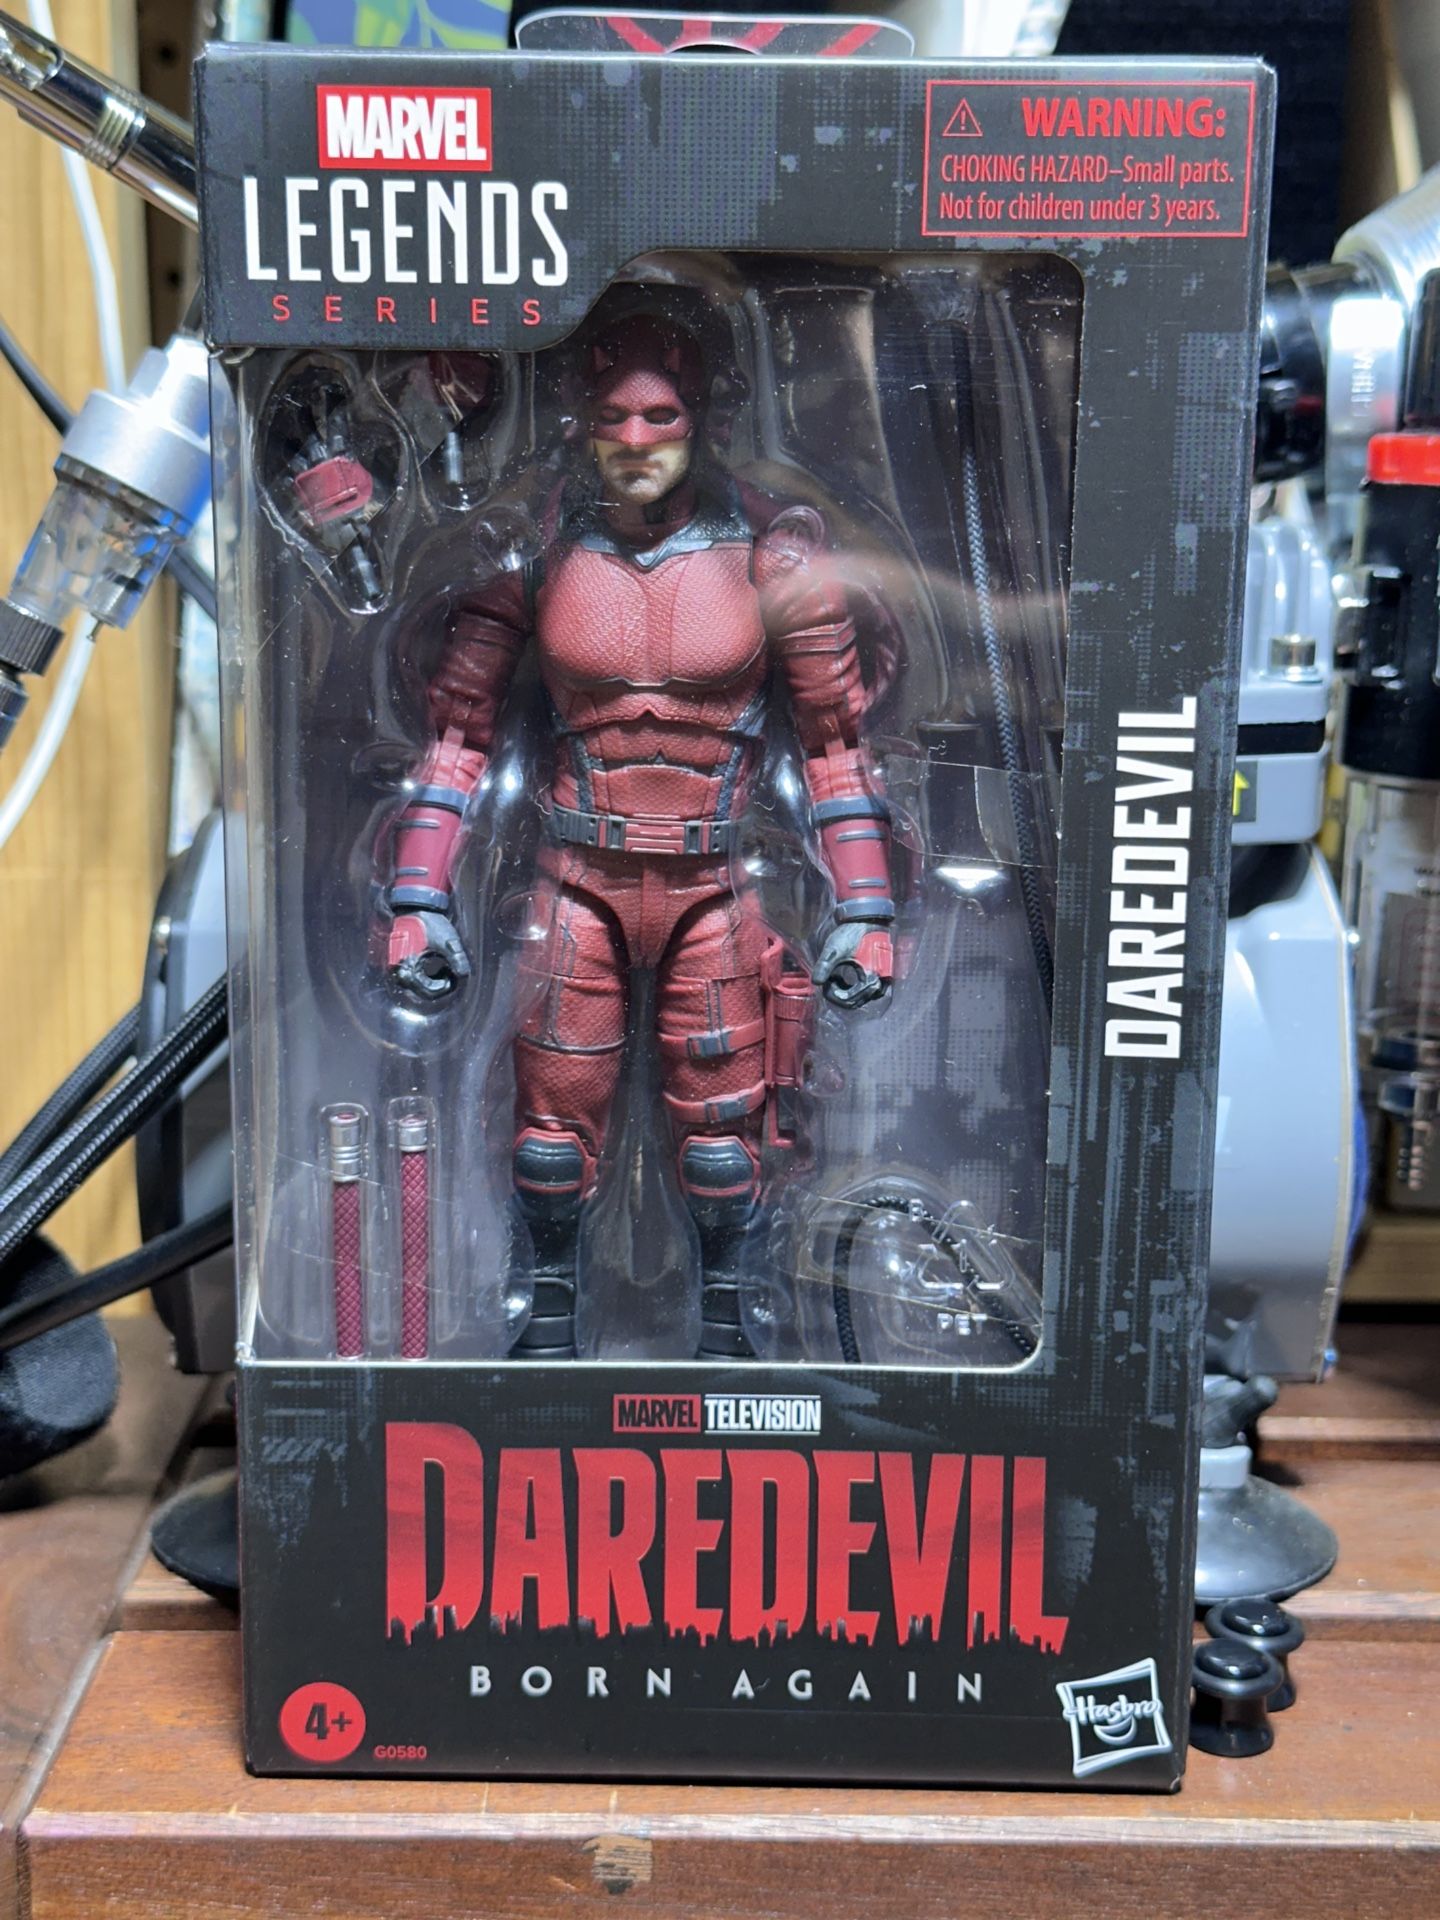 MARVEL
LEGENDS
SERIES
WARNING:
CHOKING HAZARD–Small parts.
Not for children under 3 years.
DAREDEVIL
PET
MARVEL TELEVISION
DAREDEVIL
BORN AGAIN
4+
G0580
Hasbro